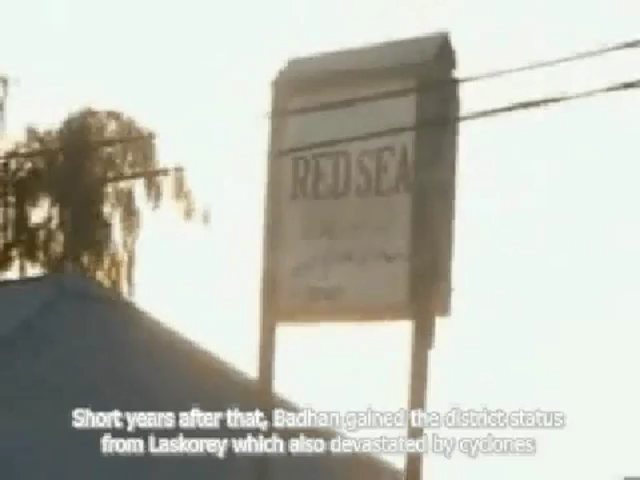 RED SEA
Short years after that, Badhan gained the district status
from Laskorey which also devastated by cyclones